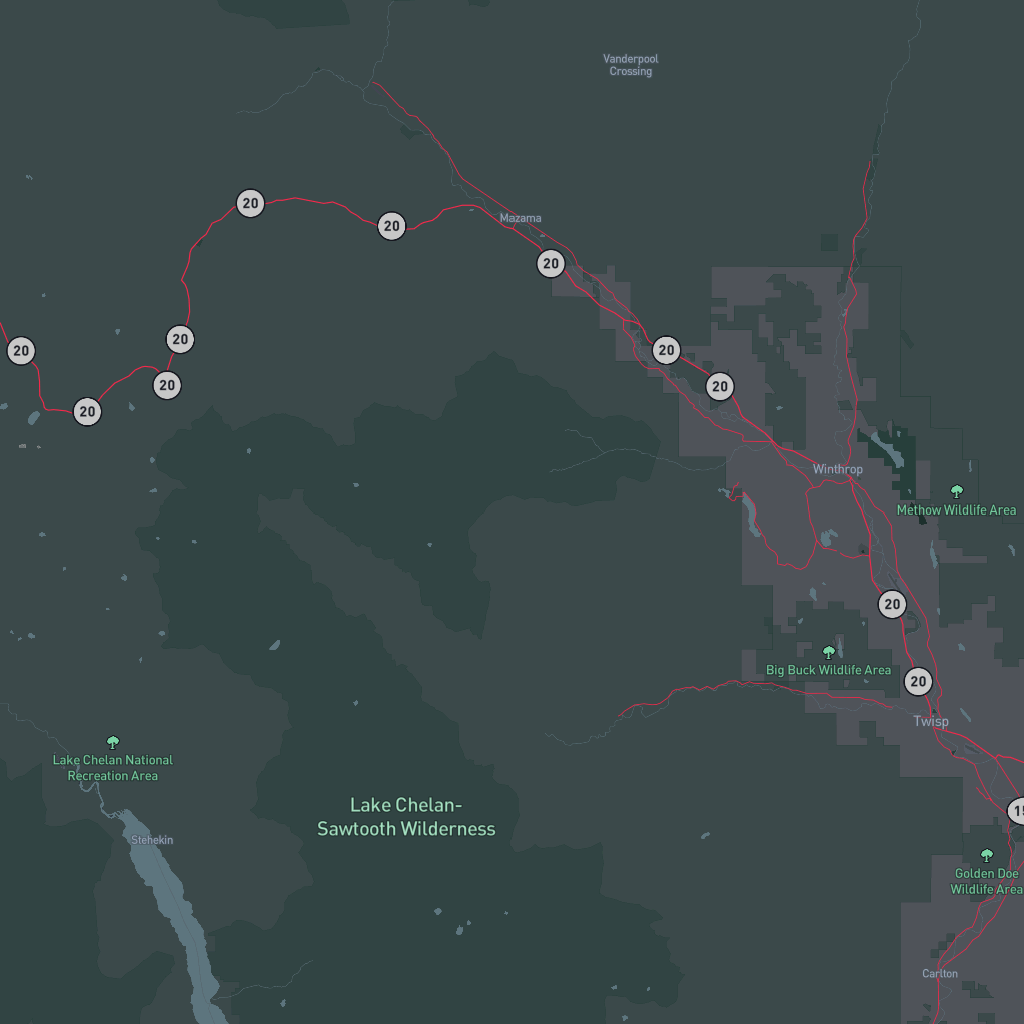 Vanderpool
Crossing
20
Mazama
20
20
20
20
20
20
20
20
20
Winthrop
Methow Wildlife Area
20
Big Buck Wildlife Area
20
Twisp
Lake Chelan National
Recreation Area
Lake Chelan-
Sawtooth Wilderness
15
Stehekin
Golden Doe
Wildlife Area
Carlton